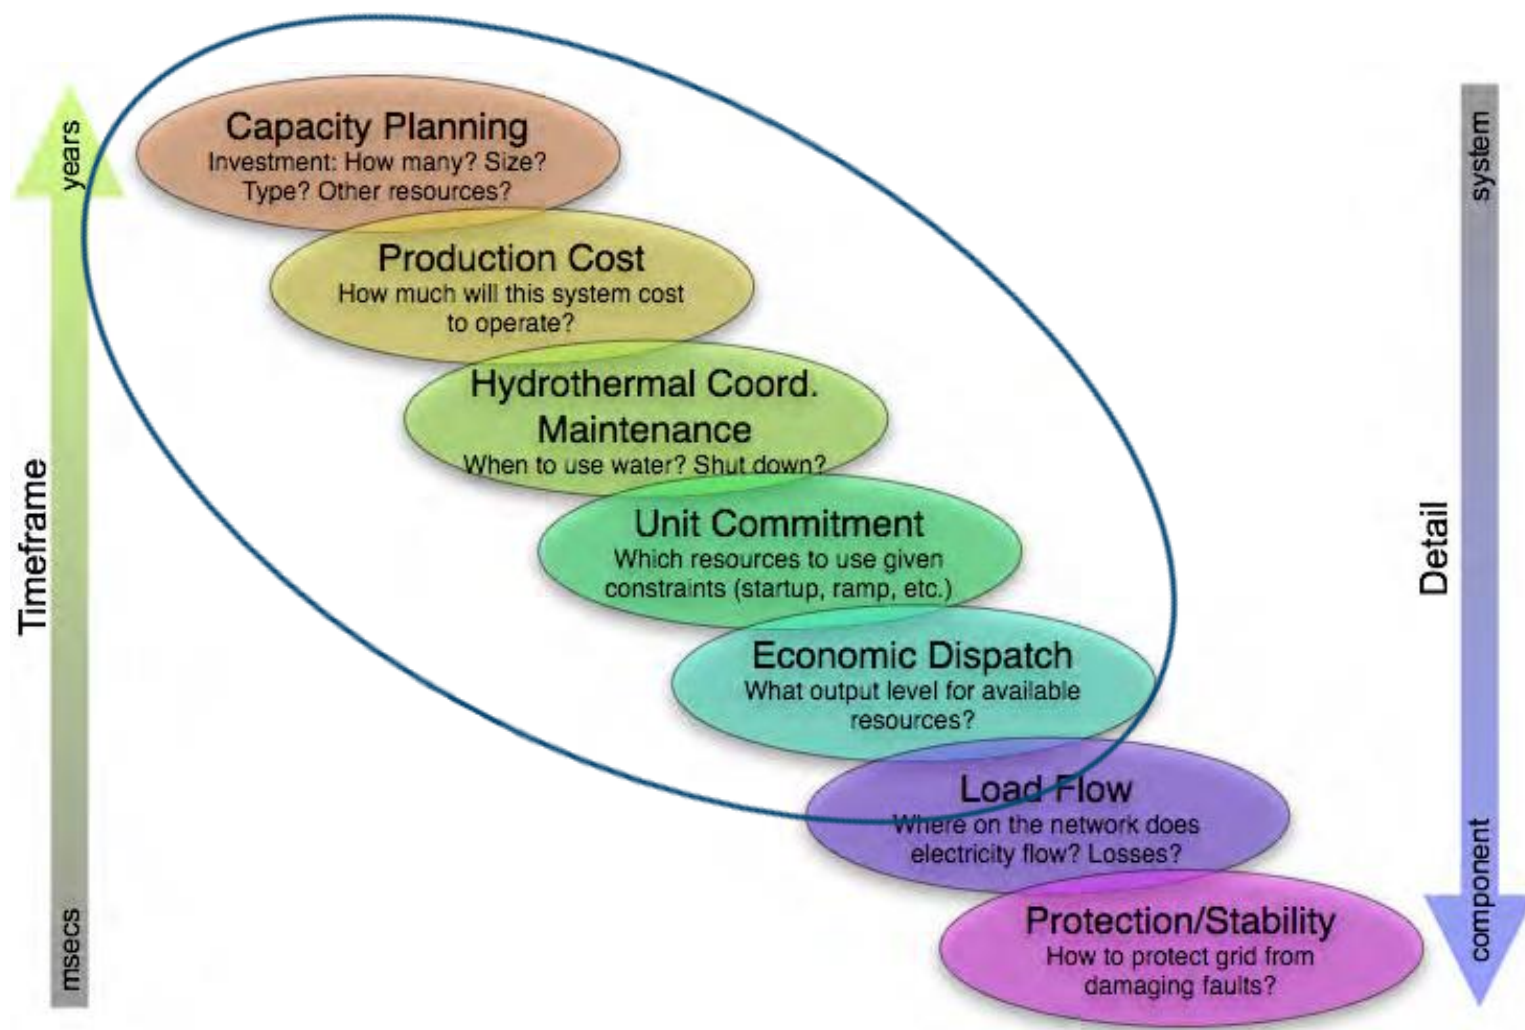 Capacity Planning
Investment: How many? Size?
Type? Other resources?
Production Cost
How much will this system cost
to operate?
Hydrothermal Coord.
Maintenance
When to use water? Shut down?
Unit Commitment
Which resources to use given
constraints (startup, ramp, etc.)
Economic Dispatch
What output level for available
resources?
Load Flow
Where on the network does
electricity flow? Losses?
Protection/Stability
How to protect grid from
damaging faults?
years
Timeframe
msecs
system
Detail
component